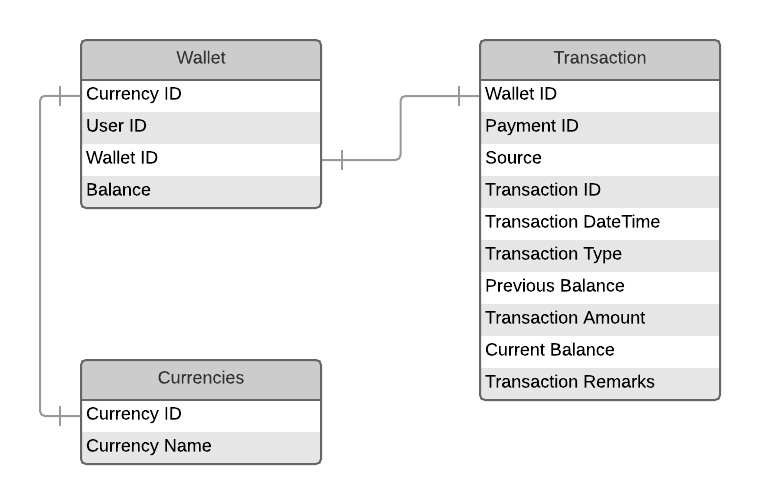 Wallet
Currency ID
User ID
Wallet ID
Balance
Transaction
Wallet ID
Payment ID
Source
Transaction ID
Transaction DateTime
Transaction Type
Previous Balance
Transaction Amount
Current Balance
Transaction Remarks
Currencies
Currency ID
Currency Name